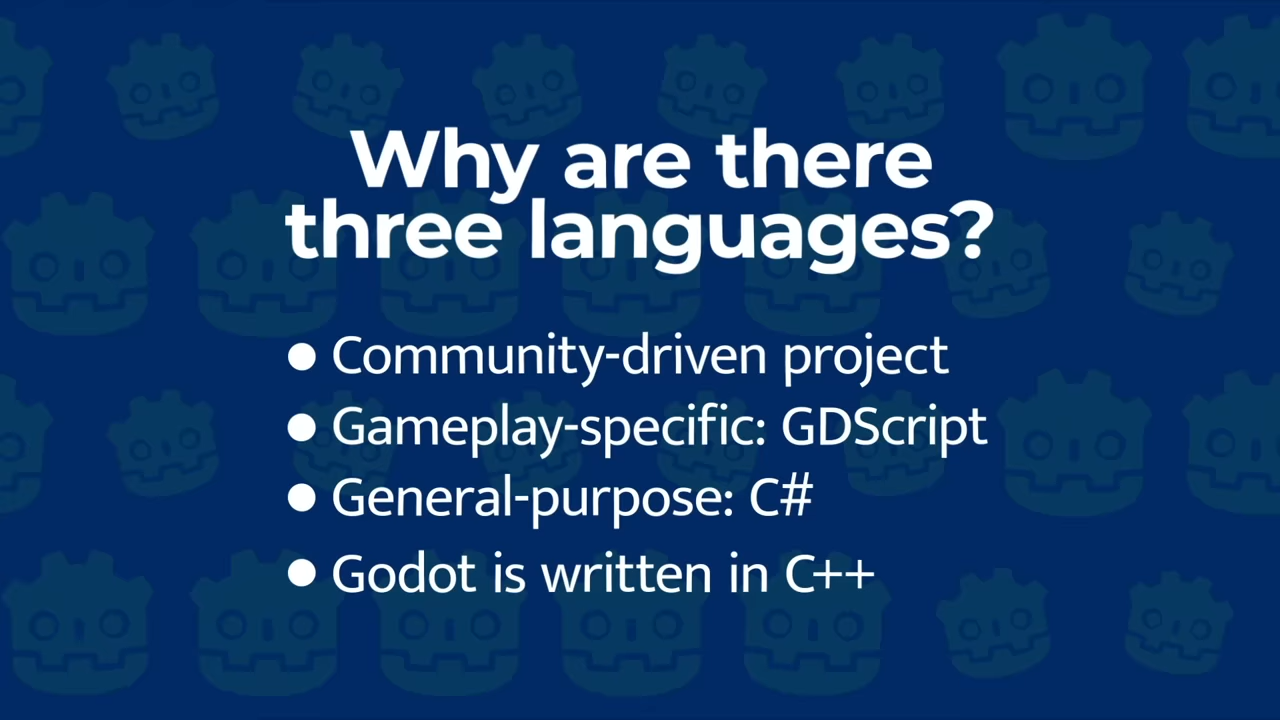 Why are there
three languages?
● Community-driven project
● Gameplay-specific: GDScript
● General-purpose: C#
● Godot is written in C++